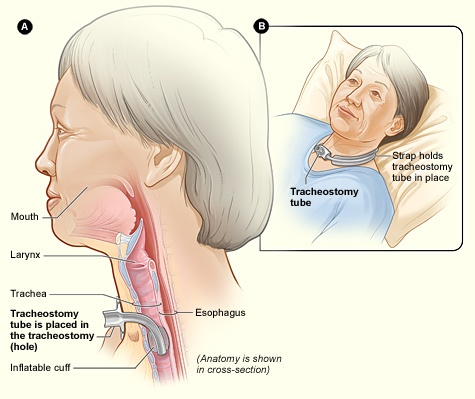 A
B
Strap holds
tracheostomy
tube in place
Tracheostomy
tube
Mouth
Larynx
Trachea
Tracheostomy
tube is placed in
the tracheostomy
(hole)
Esophagus
Inflatable cuff
(Anatomy is shown
in cross-section)